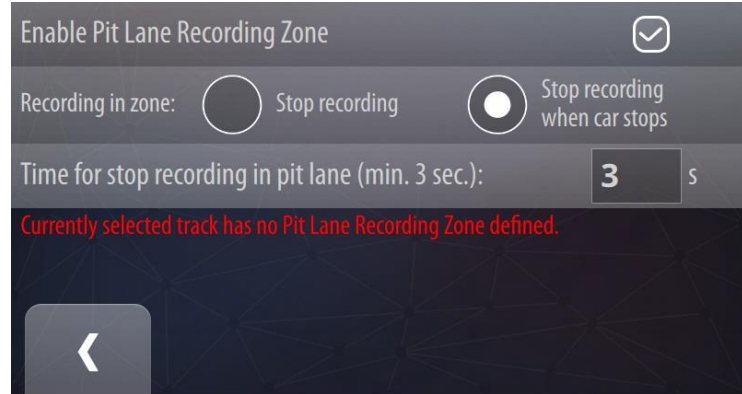 Enable Pit Lane Recording Zone
Recording in zone: Stop recording Stop recording
when car stops
Time for stop recording in pit lane (min. 3 sec.): 3 s
Currently selected track has no Pit Lane Recording Zone defined.